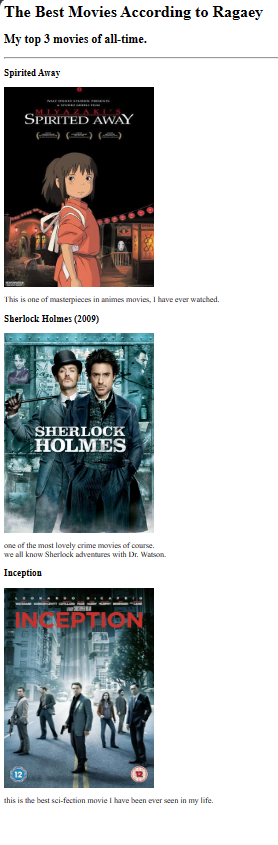 The Best Movies According to Ragaey
My top 3 movies of all-time.
Spirited Away
MIYAZAKI'S
SPIRITED AWAY
This is one of masterpieces in animes movies, I have ever watched.
Sherlock Holmes (2009)
SHERLOCK
HOLMES
one of the most lovely crime movies of course.
we all know Sherlock adventures with Dr. Watson.
Inception
LEONARDO DICAPRIO
INCEPTION
12
12
this is the best sci-fection movie I have been ever seen in my life.